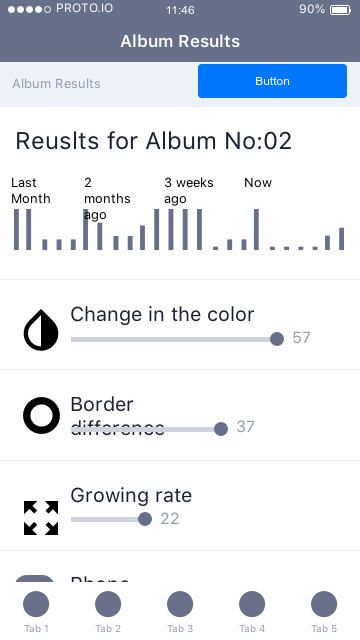 PROTO.IO 11:46 90%
Album Results
Album Results
Button
Reuslts for Album No:02
Last Month
2 months ago
3 weeks ago
Now
Change in the color
57
Border
difference
37
Growing rate
22
Tab 1 Tab 2 Tab 3 Tab 4 Tab 5